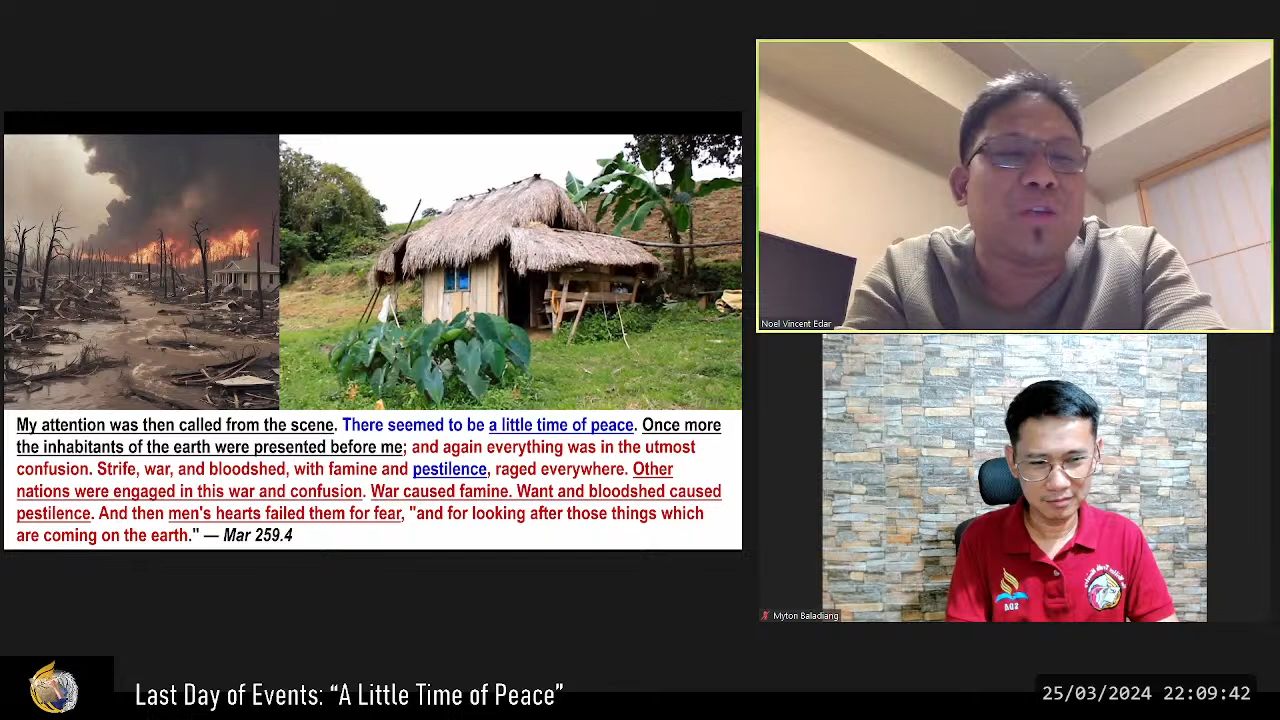 My attention was then called from the scene. There seemed to be a little time of peace. Once more
the inhabitants of the earth were presented before me; and again everything was in the utmost
confusion. Strife, war, and bloodshed, with famine and pestilence, raged everywhere. Other
nations were engaged in this war and confusion. War caused famine. Want and bloodshed caused
pestilence. And then men's hearts failed them for fear, "and for looking after those things which
are coming on the earth." — Mar 259.4
Noel Vincent Edar
SDA
Myton Baladiang
Last Day of Events: “A Little Time of Peace”
25/03/2024 22:09:42